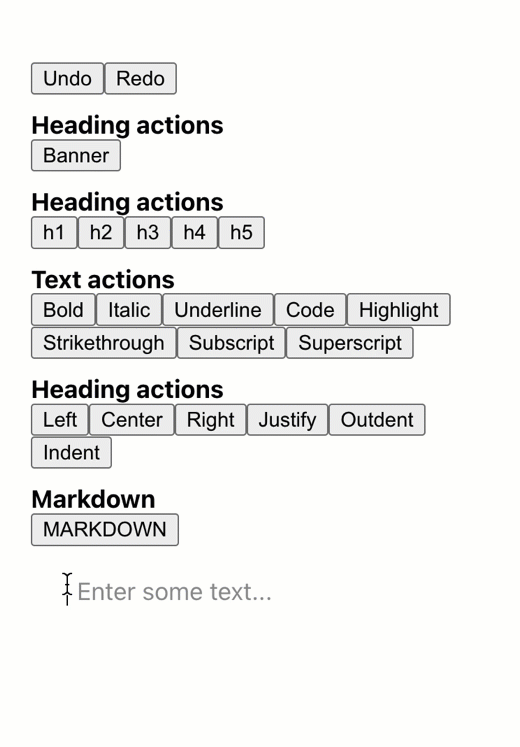 Undo Redo
Heading actions
Banner
Heading actions
h1 h2 h3 h4 h5
Text actions
Bold Italic Underline Code Highlight
Strikethrough Subscript Superscript
Heading actions
Left Center Right Justify Outdent
Indent
Markdown
MARKDOWN
Enter some text...